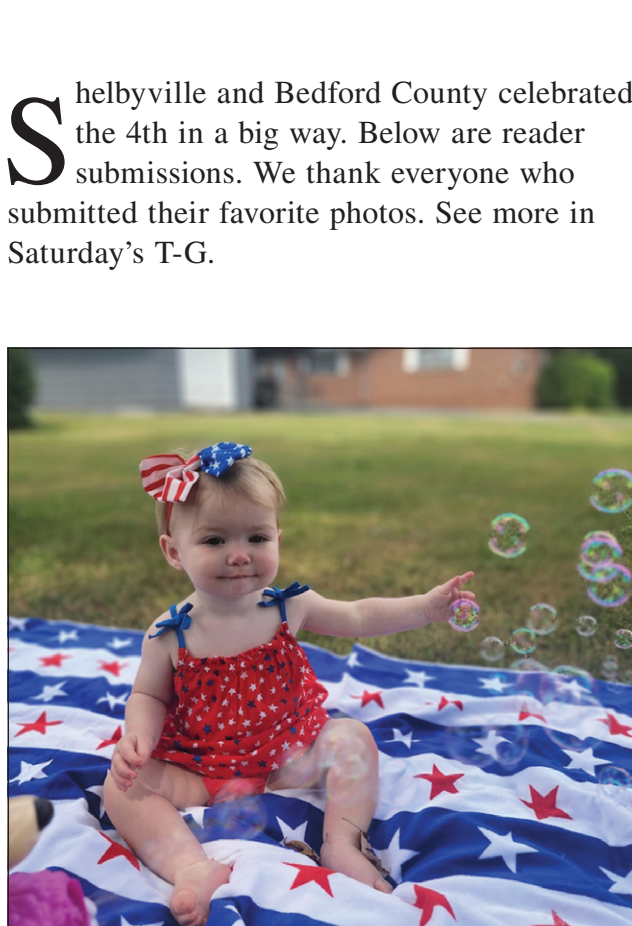 Shelbyville and Bedford County celebrated
the 4th in a big way. Below are reader
submissions. We thank everyone who
submitted their favorite photos. See more in
Saturday’s T-G.